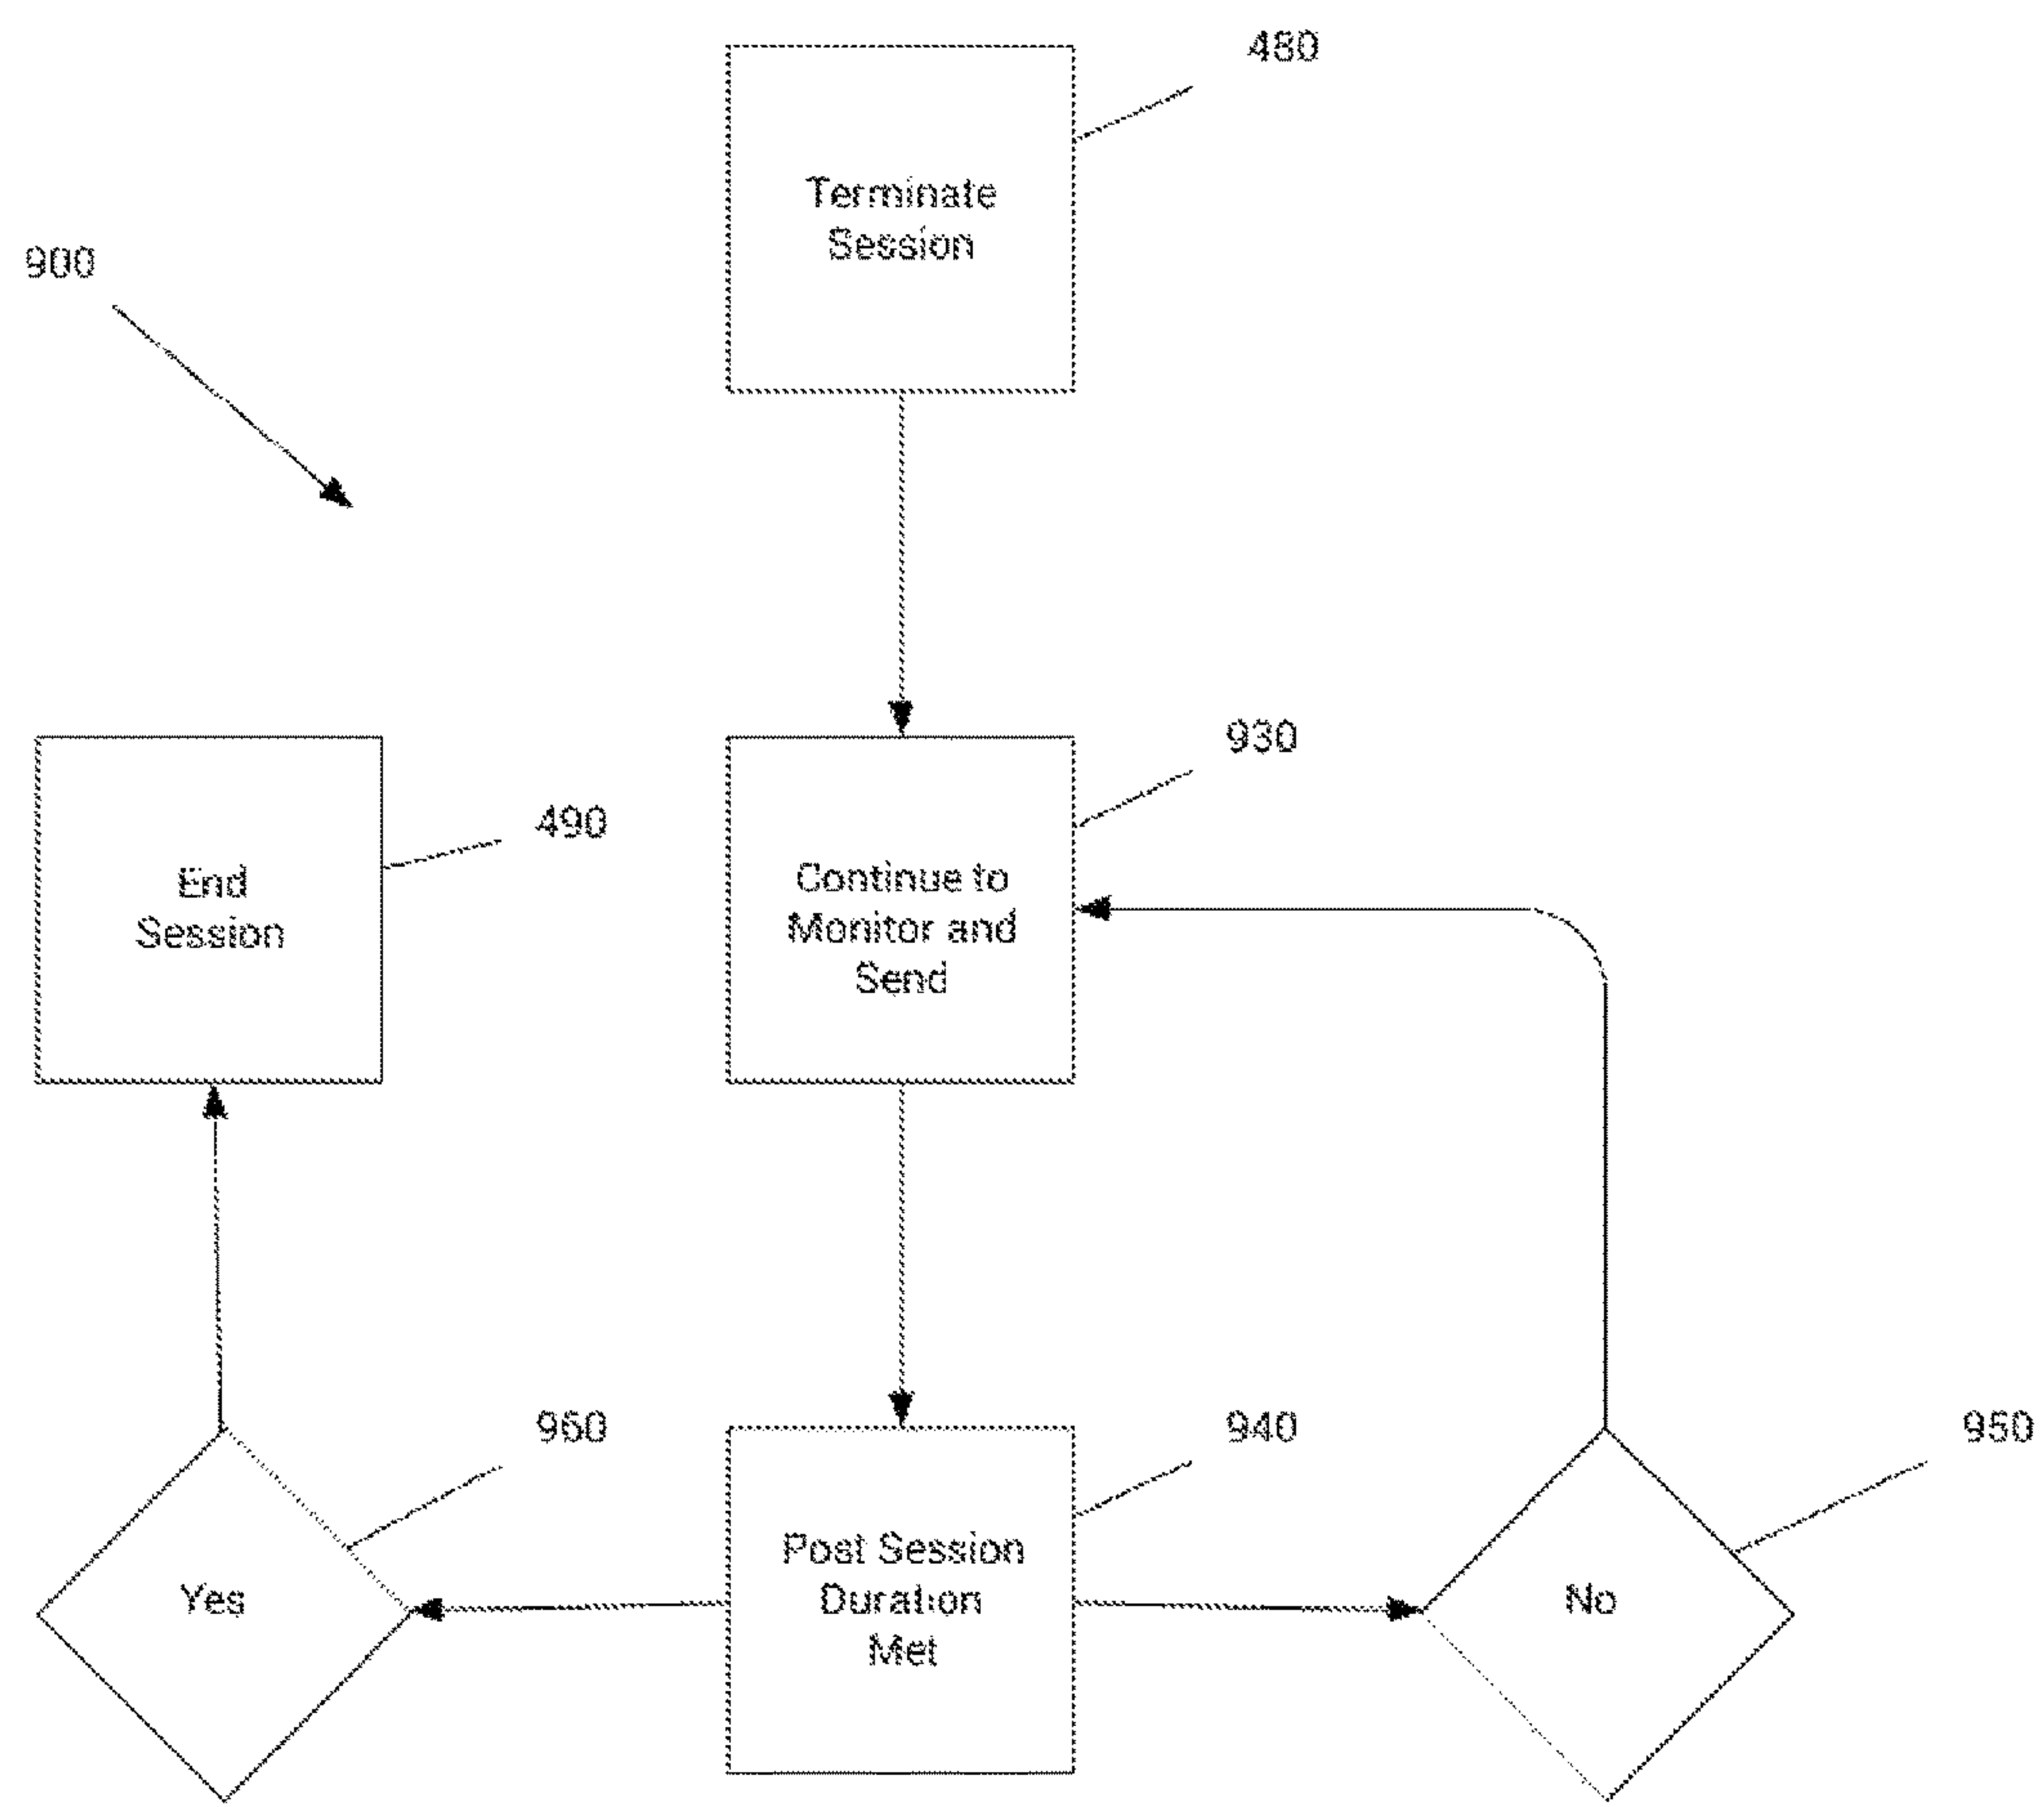 480
Terminate
Session
900
930
490
End
Session
Continue to
Monitor and
Send
960
940
950
Yes
Post Session
Duration
Met
No